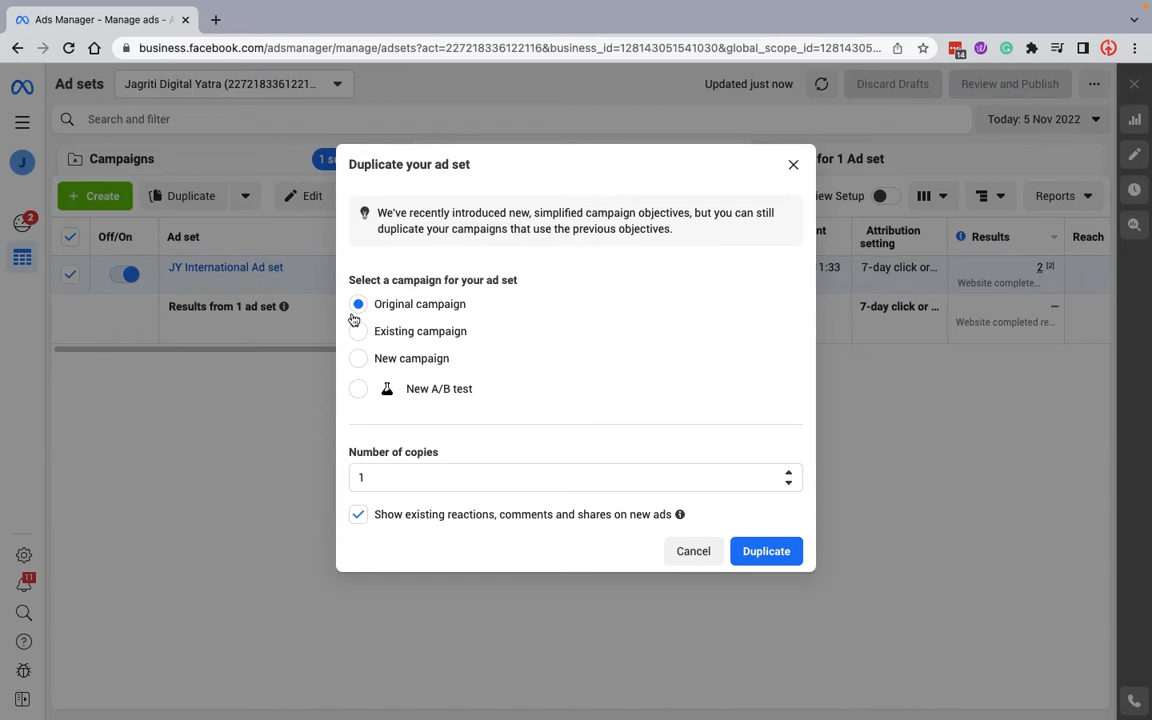 Ads Manager - Manage ads - A
business.facebook.com/adsmanager/manage/adsets?act=227218336122116&business_id=128143051541030&global_scope_id=12814305...
14
Ad sets
Jagriti Digital Yatra (2272183361221...
Updated just now
Discard Drafts
Review and Publish
Search and filter
Today: 5 Nov 2022
Campaigns
1 s
for 1 Ad set
J
+ Create
Duplicate
Edit
View Setup
Reports
2
Off/On
Ad set
nt
Attribution
setting
Results
Reach
JY International Ad set
1:33
7-day click or...
2 [2]
Website complete...
Results from 1 ad set
7-day click or ...
—
Website completed re...
Duplicate your ad set
We've recently introduced new, simplified campaign objectives, but you can still
duplicate your campaigns that use the previous objectives.
Select a campaign for your ad set
Original campaign
Existing campaign
New campaign
New A/B test
Number of copies
1
Show existing reactions, comments and shares on new ads
Cancel
Duplicate
11